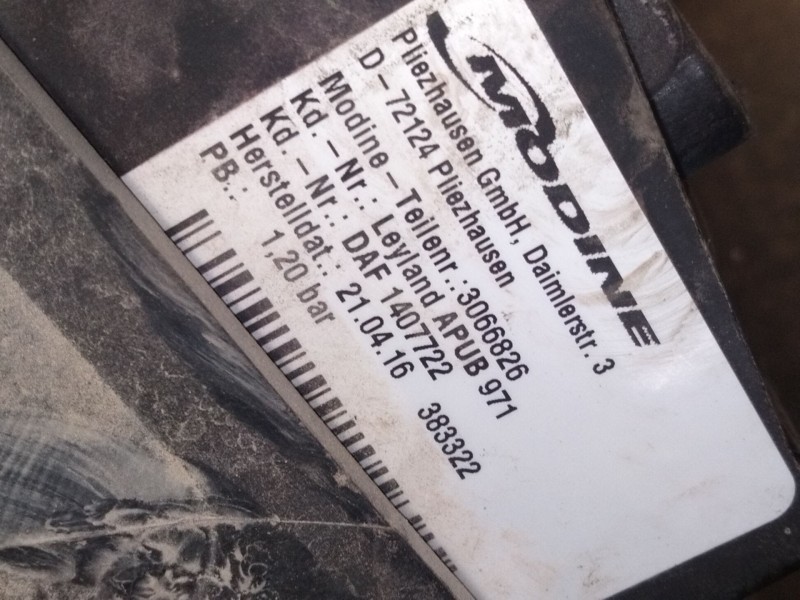 MODINE
Pliezhausen GmbH, Daimlerstr. 3
D-72124 Pliezhausen
Modine-Teilenr.:3066826
Kd.-Nr.: Leyland APUB 971
Kd.-Nr.: DAF 1407722
Herstelldat.: 21.04.16 383322
PB.: 1,20 bar